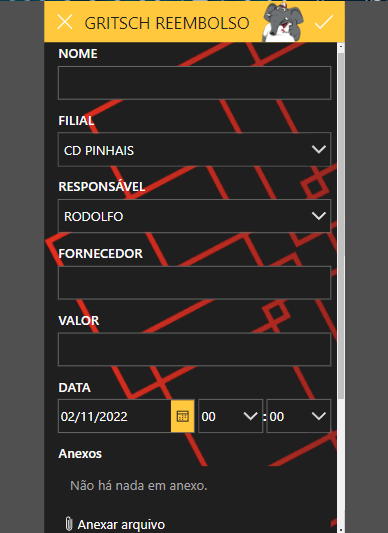 GRITSCH REEMBOLSO
NOME
FILIAL
CD PINHAIS
RESPONSÁVEL
RODOLFO
FORNECEDOR
VALOR
DATA
02/11/2022 00 : 00
Anexos
Não há nada em anexo.
Anexar arquivo